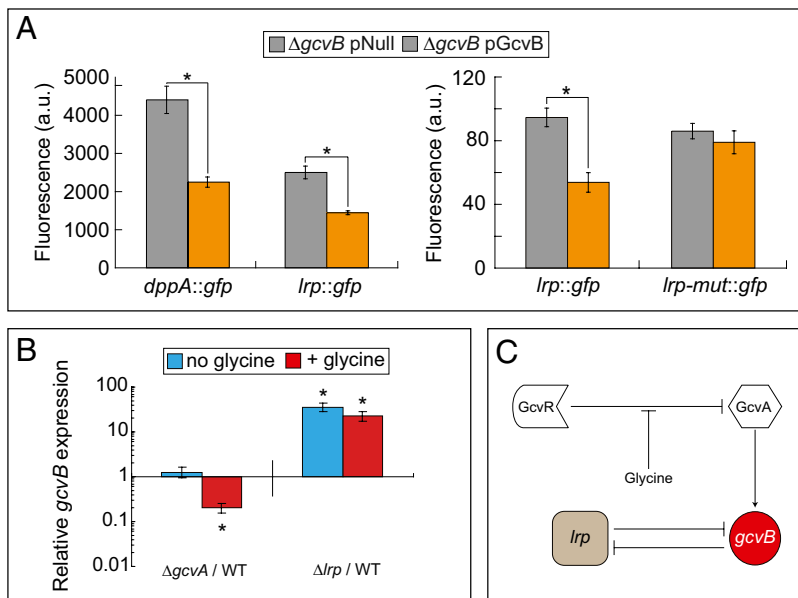 A
ΔgcvB pNull ΔgcvB pGcvB
Fluorescence (a.u.)
5000
4000
3000
2000
1000
0
*
*
dppA::gfp lrp::gfp
Fluorescence (a.u.)
120
80
40
0
*
lrp::gfp lrp-mut::gfp
B
no glycine + glycine
Relative gcvB expression
100
10
1
0.1
0.01
*
*
*
ΔgcvA / WT Δlrp / WT
C
GcvR
GcvA
Glycine
lrp
gcvB